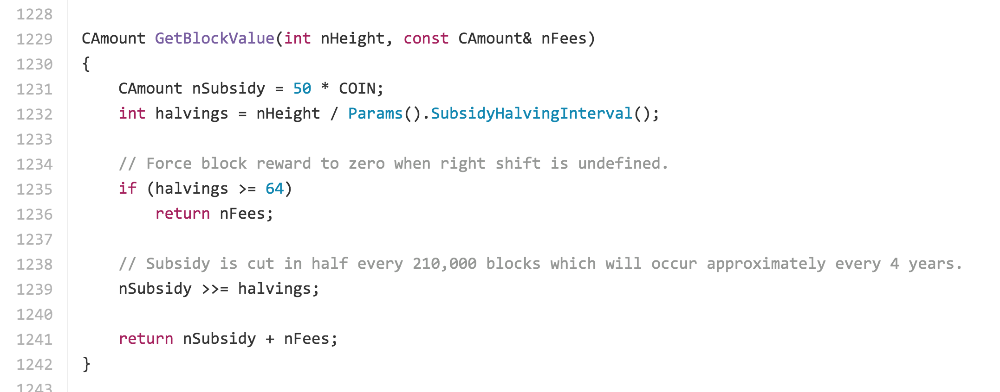 1228
1229 CAmount GetBlockValue(int nHeight, const CAmount& nFees)
1230 {
1231     CAmount nSubsidy = 50 * COIN;
1232     int halvings = nHeight / Params().SubsidyHalvingInterval();
1233
1234     // Force block reward to zero when right shift is undefined.
1235     if (halvings >= 64)
1236         return nFees;
1237
1238     // Subsidy is cut in half every 210,000 blocks which will occur approximately every 4 years.
1239     nSubsidy >>= halvings;
1240
1241     return nSubsidy + nFees;
1242 }
1243